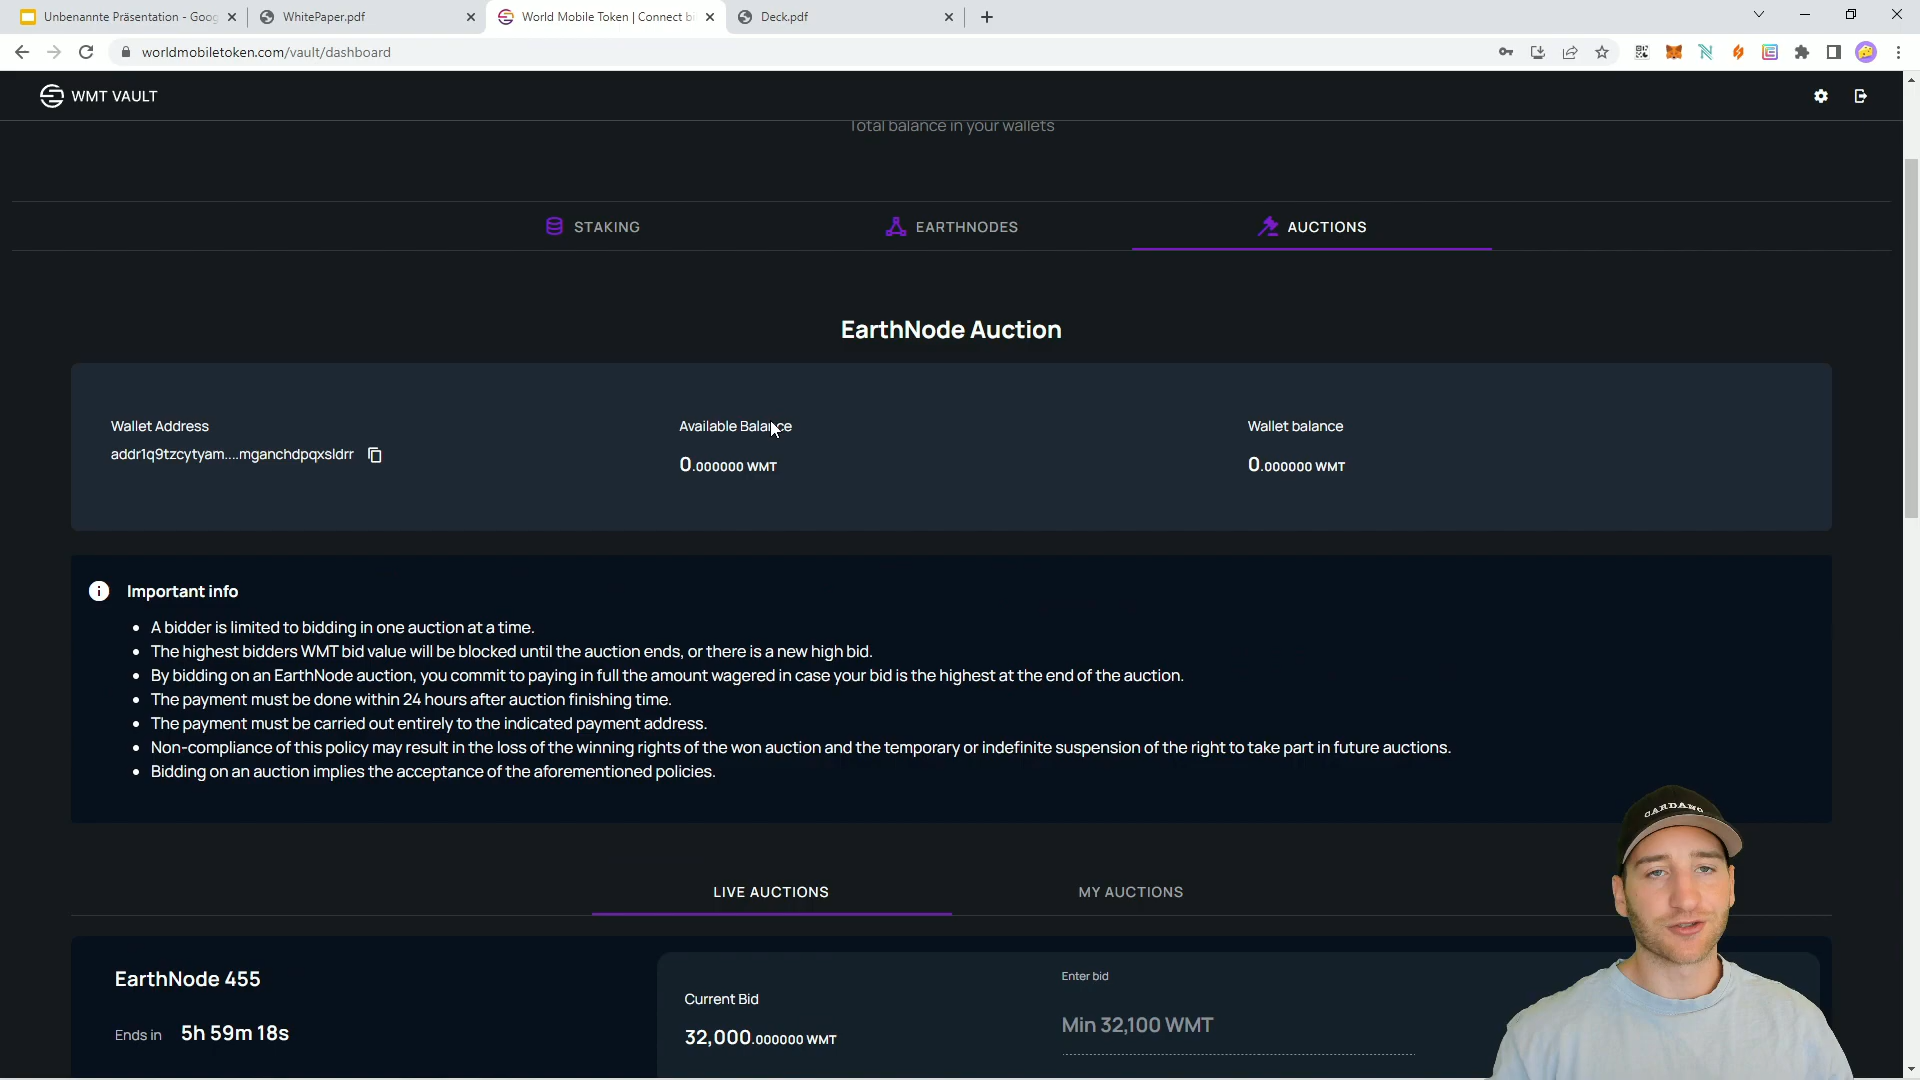 Unbenannte Präsentation - Goog
WhitePaper.pdf
World Mobile Token | Connect bi
Deck.pdf
worldmobiletoken.com/vault/dashboard
WMT VAULT
Total balance in your wallets
STAKING
EARTHNODES
AUCTIONS
EarthNode Auction
Wallet Address
Available Balance
Wallet balance
addr1q9tzcytyam....mganchdpqxsldrr
0.000000 WMT
0.000000 WMT
Important info
• A bidder is limited to bidding in one auction at a time.
• The highest bidders WMT bid value will be blocked until the auction ends, or there is a new high bid.
• By bidding on an EarthNode auction, you commit to paying in full the amount wagered in case your bid is the highest at the end of the auction.
• The payment must be done within 24 hours after auction finishing time.
• The payment must be carried out entirely to the indicated payment address.
• Non-compliance of this policy may result in the loss of the winning rights of the won auction and the temporary or indefinite suspension of the right to take part in future auctions.
• Bidding on an auction implies the acceptance of the aforementioned policies.
CARDANO
LIVE AUCTIONS
MY AUCTIONS
EarthNode 455
Ends in 5h 59m 18s
Current Bid
32,000.000000 WMT
Enter bid
Min 32,100 WMT